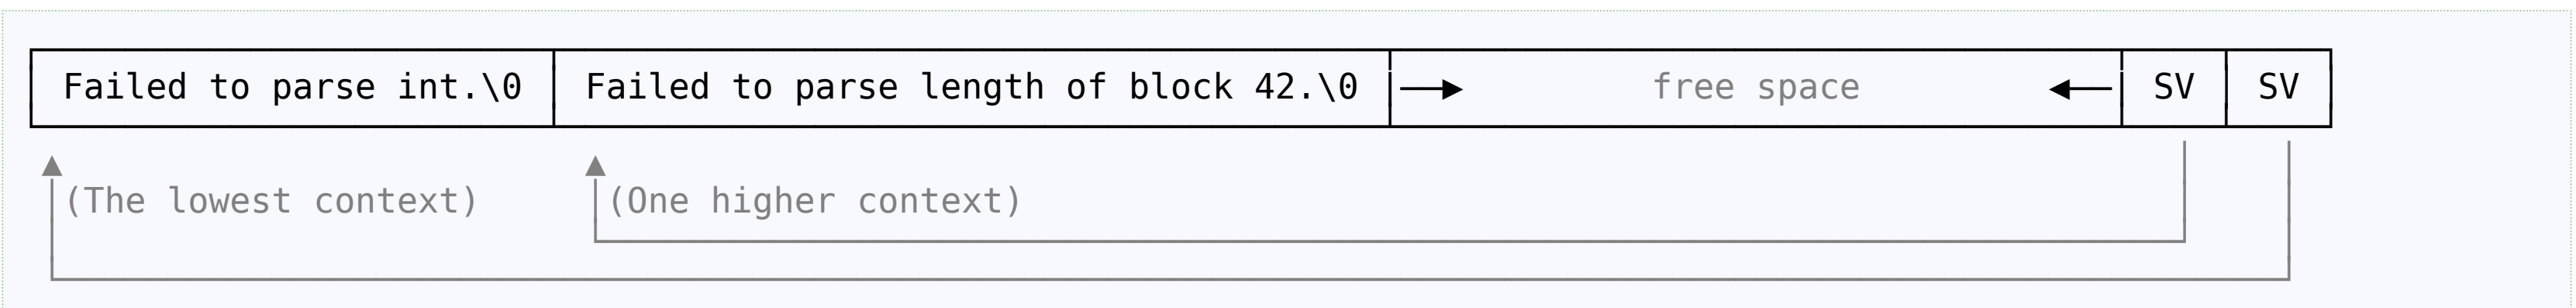 Failed to parse int.\0 Failed to parse length of block 42.\0 free space SV SV
(The lowest context) (One higher context)